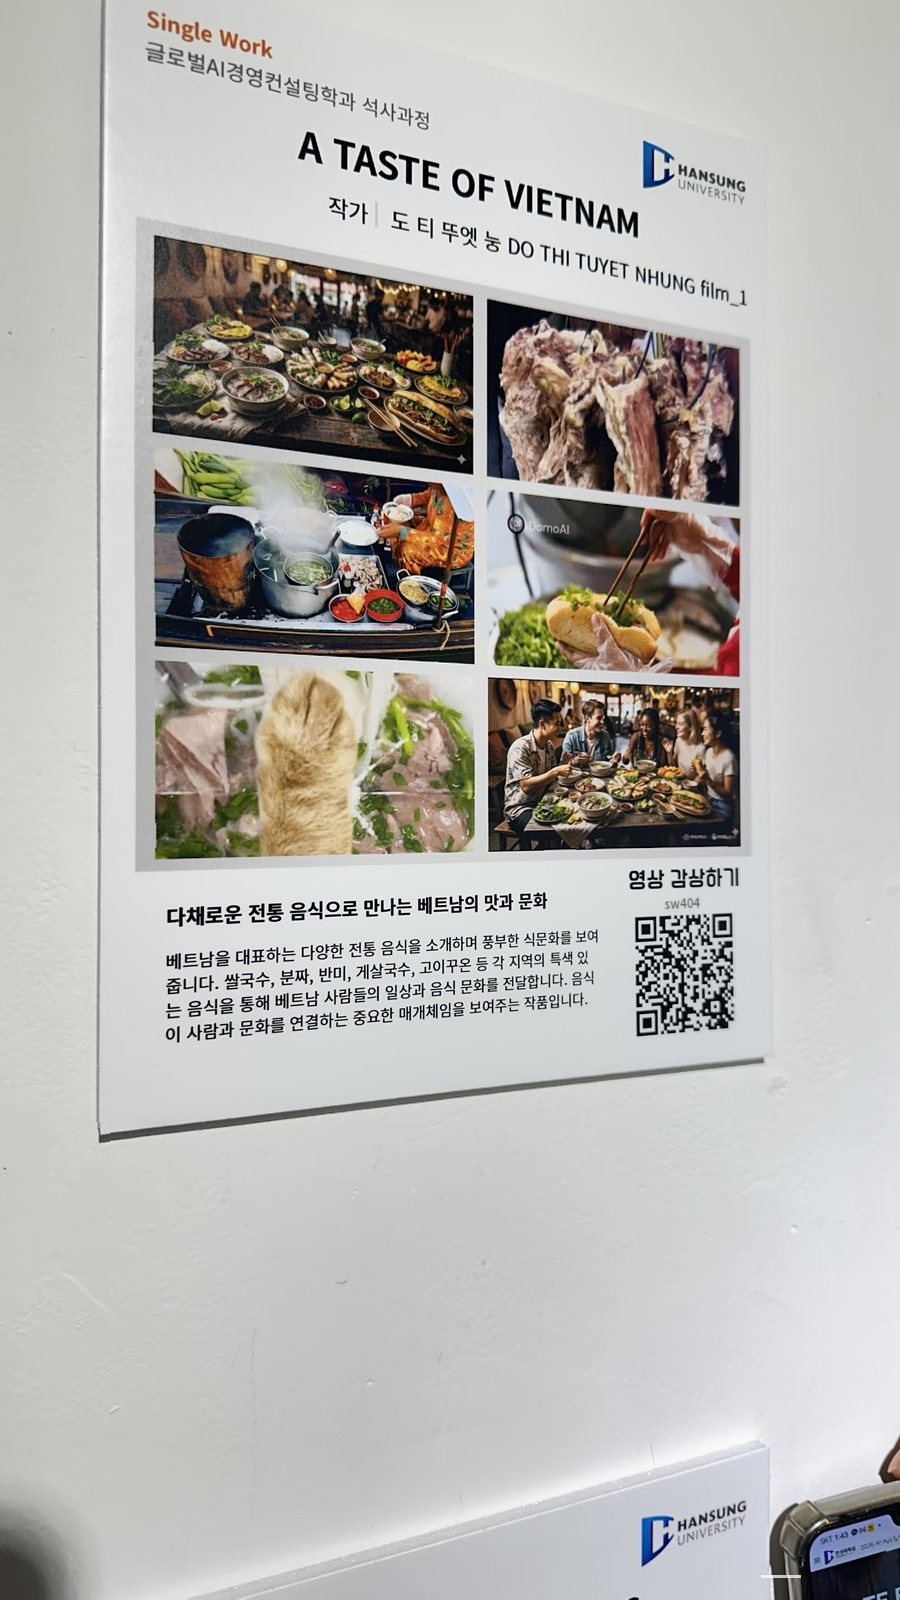 Single Work
글로벌AI경영컨설팅학과 석사과정
HANSUNG
UNIVERSITY
A TASTE OF VIETNAM
작가 | 도 티 뚜엣 눙 DO THI TUYET NHUNG film_1
DomoAI
영상 감상하기
sw404
다채로운 전통 음식으로 만나는 베트남의 맛과 문화
베트남을 대표하는 다양한 전통 음식을 소개하며 풍부한 식문화를 보여
줍니다. 쌀국수, 분짜, 반미, 게살국수, 고이꾸온 등 각 지역의 특색 있
는 음식을 통해 베트남 사람들의 일상과 음식 문화를 전달합니다. 음식
이 사람과 문화를 연결하는 중요한 매개체임을 보여주는 작품입니다.
HANSUNG
UNIVERSITY
SKT 1:43